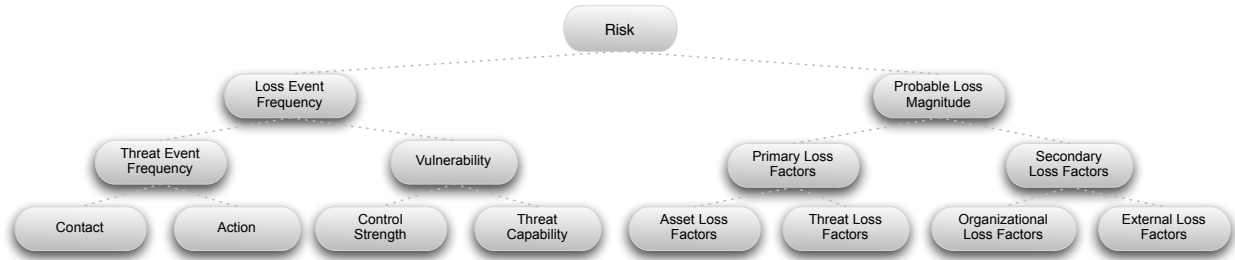 Risk
Loss Event
Frequency
Probable Loss
Magnitude
Threat Event
Frequency
Vulnerability
Primary Loss
Factors
Secondary
Loss Factors
Contact
Action
Control
Strength
Threat
Capability
Asset Loss
Factors
Threat Loss
Factors
Organizational
Loss Factors
External Loss
Factors